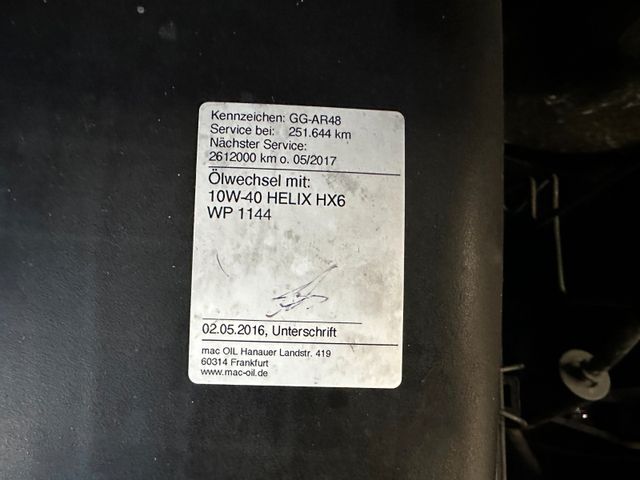 Kennzeichen: GG-AR48
Service bei: 251.644 km
Nächster Service:
2612000 km o. 05/2017
Ölwechsel mit:
10W-40 HELIX HX6
WP 1144
02.05.2016, Unterschrift
mac OIL Hanauer Landstr. 419
60314 Frankfurt
www.mac-oil.de